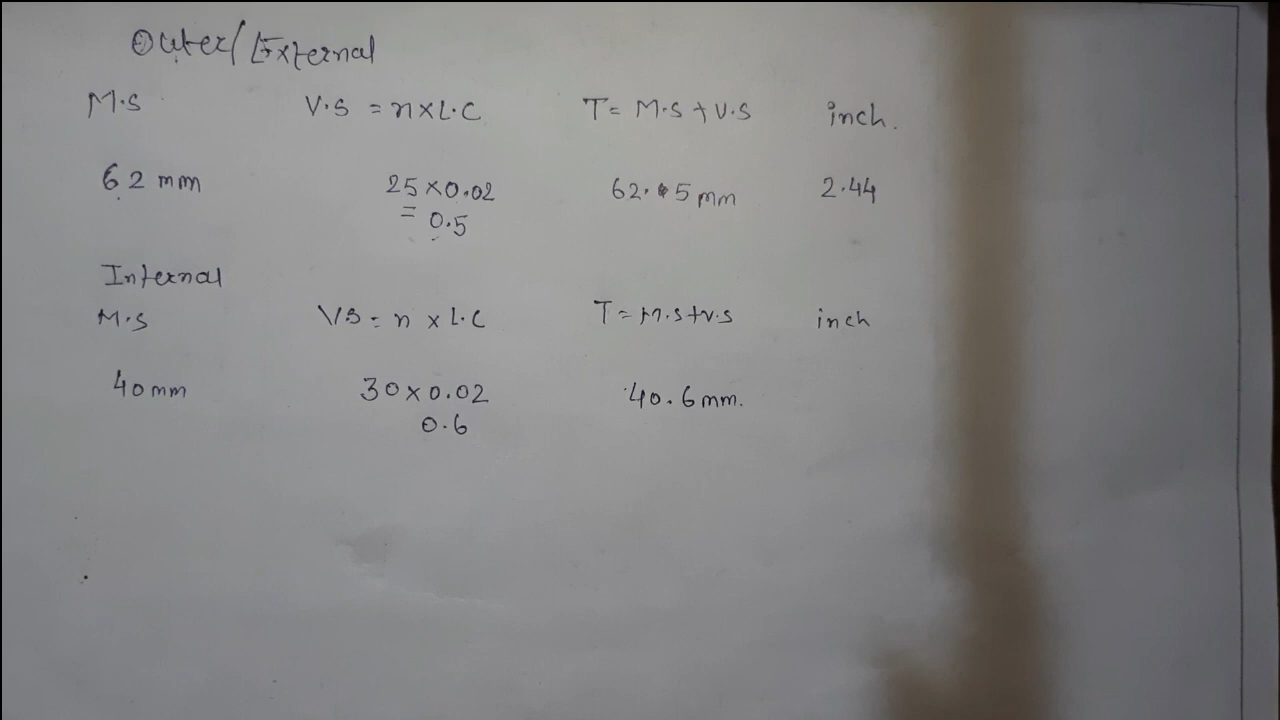 Outer/External
M.S V.S = n×L.C T= M.S + V.S inch.
62 mm 25×0.02 62.5 mm 2.44
= 0.5
Internal
M.S VS = n × L.C T = M.S+V.S inch
40mm 30×0.02 40.6mm.
0.6